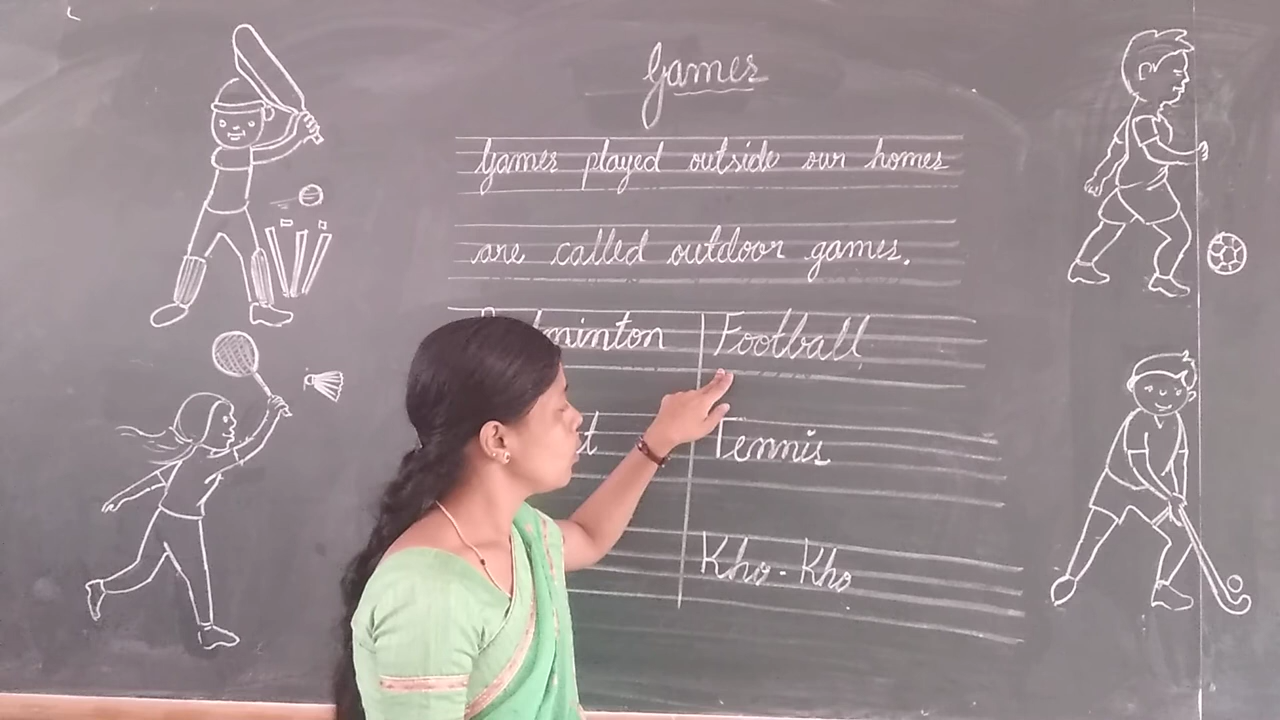 Games
Games played outside our homes
are called outdoor games.
Football
Tennis
Kho-Kho